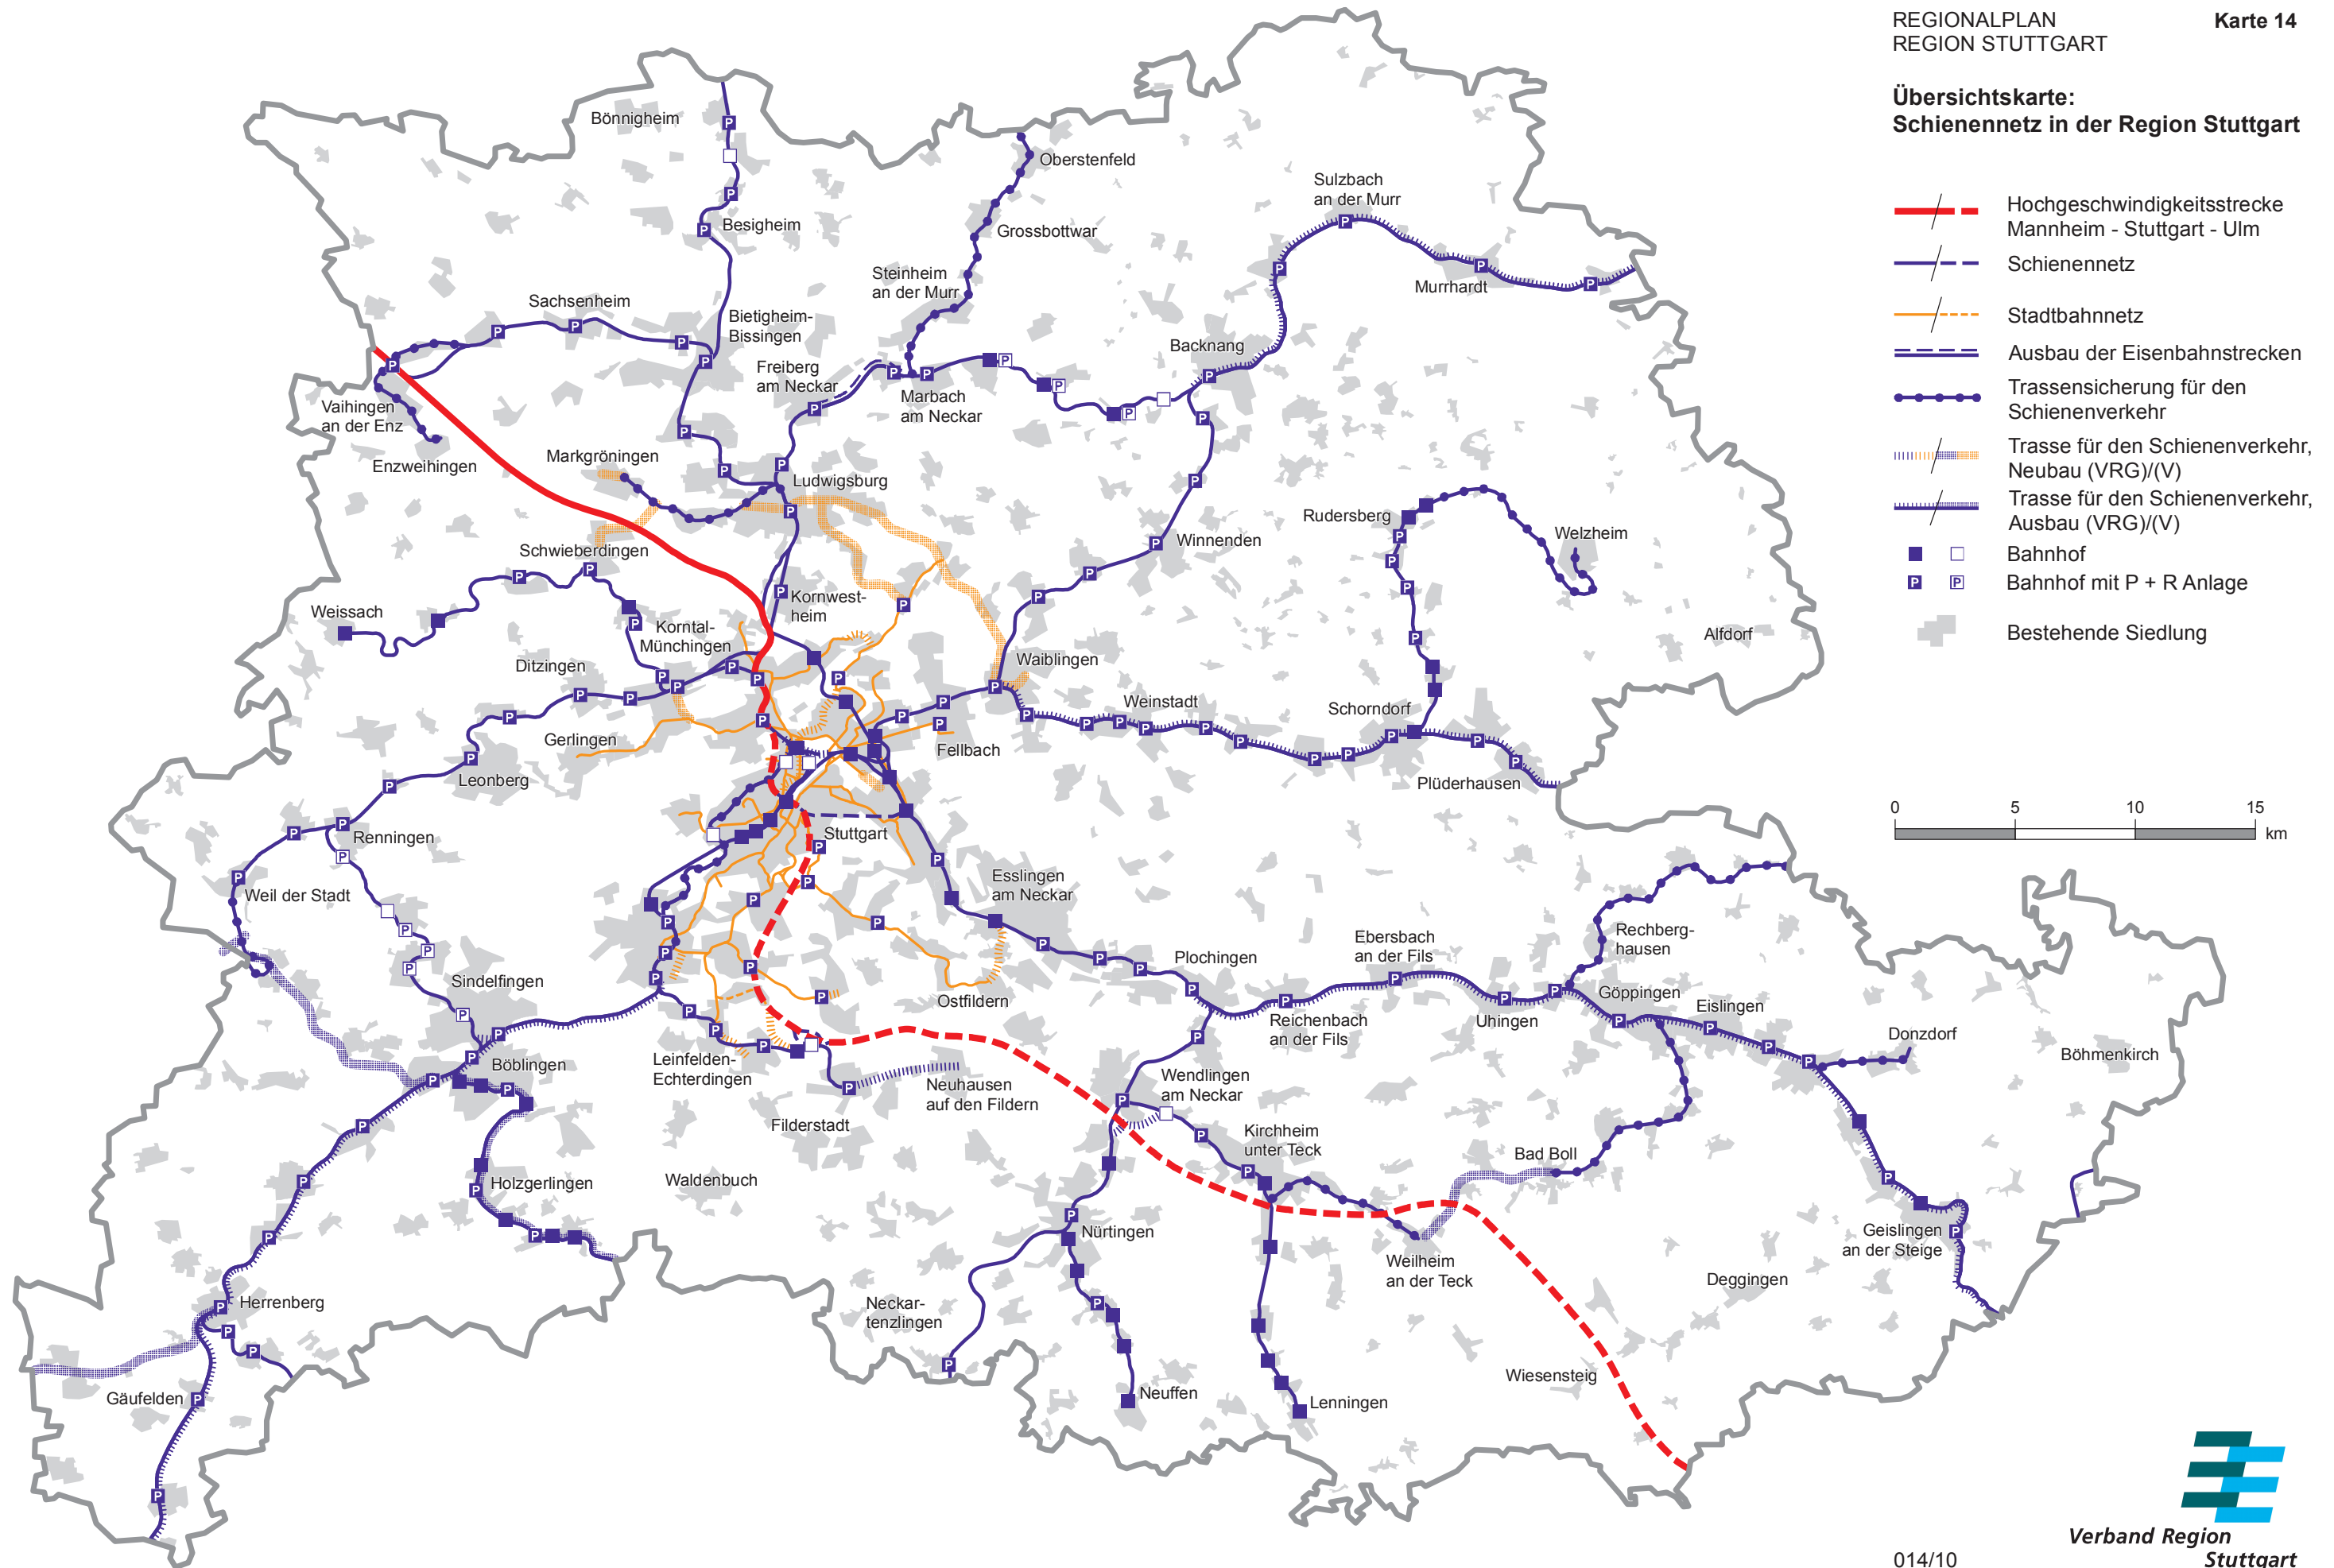 REGIONALPLAN
REGION STUTTGART
Karte 14
Übersichtskarte:
Schienennetz in der Region Stuttgart
Hochgeschwindigkeitsstrecke
Mannheim - Stuttgart - Ulm
Schienennetz
Stadtbahnnetz
Ausbau der Eisenbahnstrecken
Trassensicherung für den
Schienenverkehr
Trasse für den Schienenverkehr,
Neubau (VRG)/(V)
Trasse für den Schienenverkehr,
Ausbau (VRG)/(V)
Bahnhof
P P Bahnhof mit P + R Anlage
Bestehende Siedlung
0 5 10 15
km
Bönnigheim
Oberstenfeld
Sulzbach
an der Murr
Besigheim
Grossbottwar
Steinheim
an der Murr
Murrhardt
Sachsenheim
Bietigheim-
Bissingen
Backnang
Freiberg
am Neckar
Marbach
am Neckar
Vaihingen
an der Enz
Enzweihingen
Markgröningen
Ludwigsburg
Rudersberg
Welzheim
Winnenden
Schwieberdingen
Kornwest-
heim
Weissach
Korntal-
Münchingen
Alfdorf
Ditzingen
Waiblingen
Weinstadt
Schorndorf
Gerlingen
Fellbach
Leonberg
Plüderhausen
Renningen
Stuttgart
Esslingen
am Neckar
Weil der Stadt
Rechberg-
hausen
Ebersbach
an der Fils
Plochingen
Sindelfingen
Göppingen
Ostfildern
Eislingen
Reichenbach
an der Fils
Uhingen
Donzdorf
Böhmenkirch
Böblingen
Leinfelden-
Echterdingen
Neuhausen
auf den Fildern
Wendlingen
am Neckar
Filderstadt
Kirchheim
unter Teck
Bad Boll
Waldenbuch
Holzgerlingen
Nürtingen
Geislingen
an der Steige
Weilheim
an der Teck
Deggingen
Herrenberg
Neckar-
tenzlingen
Wiesensteig
Gäufelden
Neuffen
Lenningen
Verband Region
Stuttgart
014/10